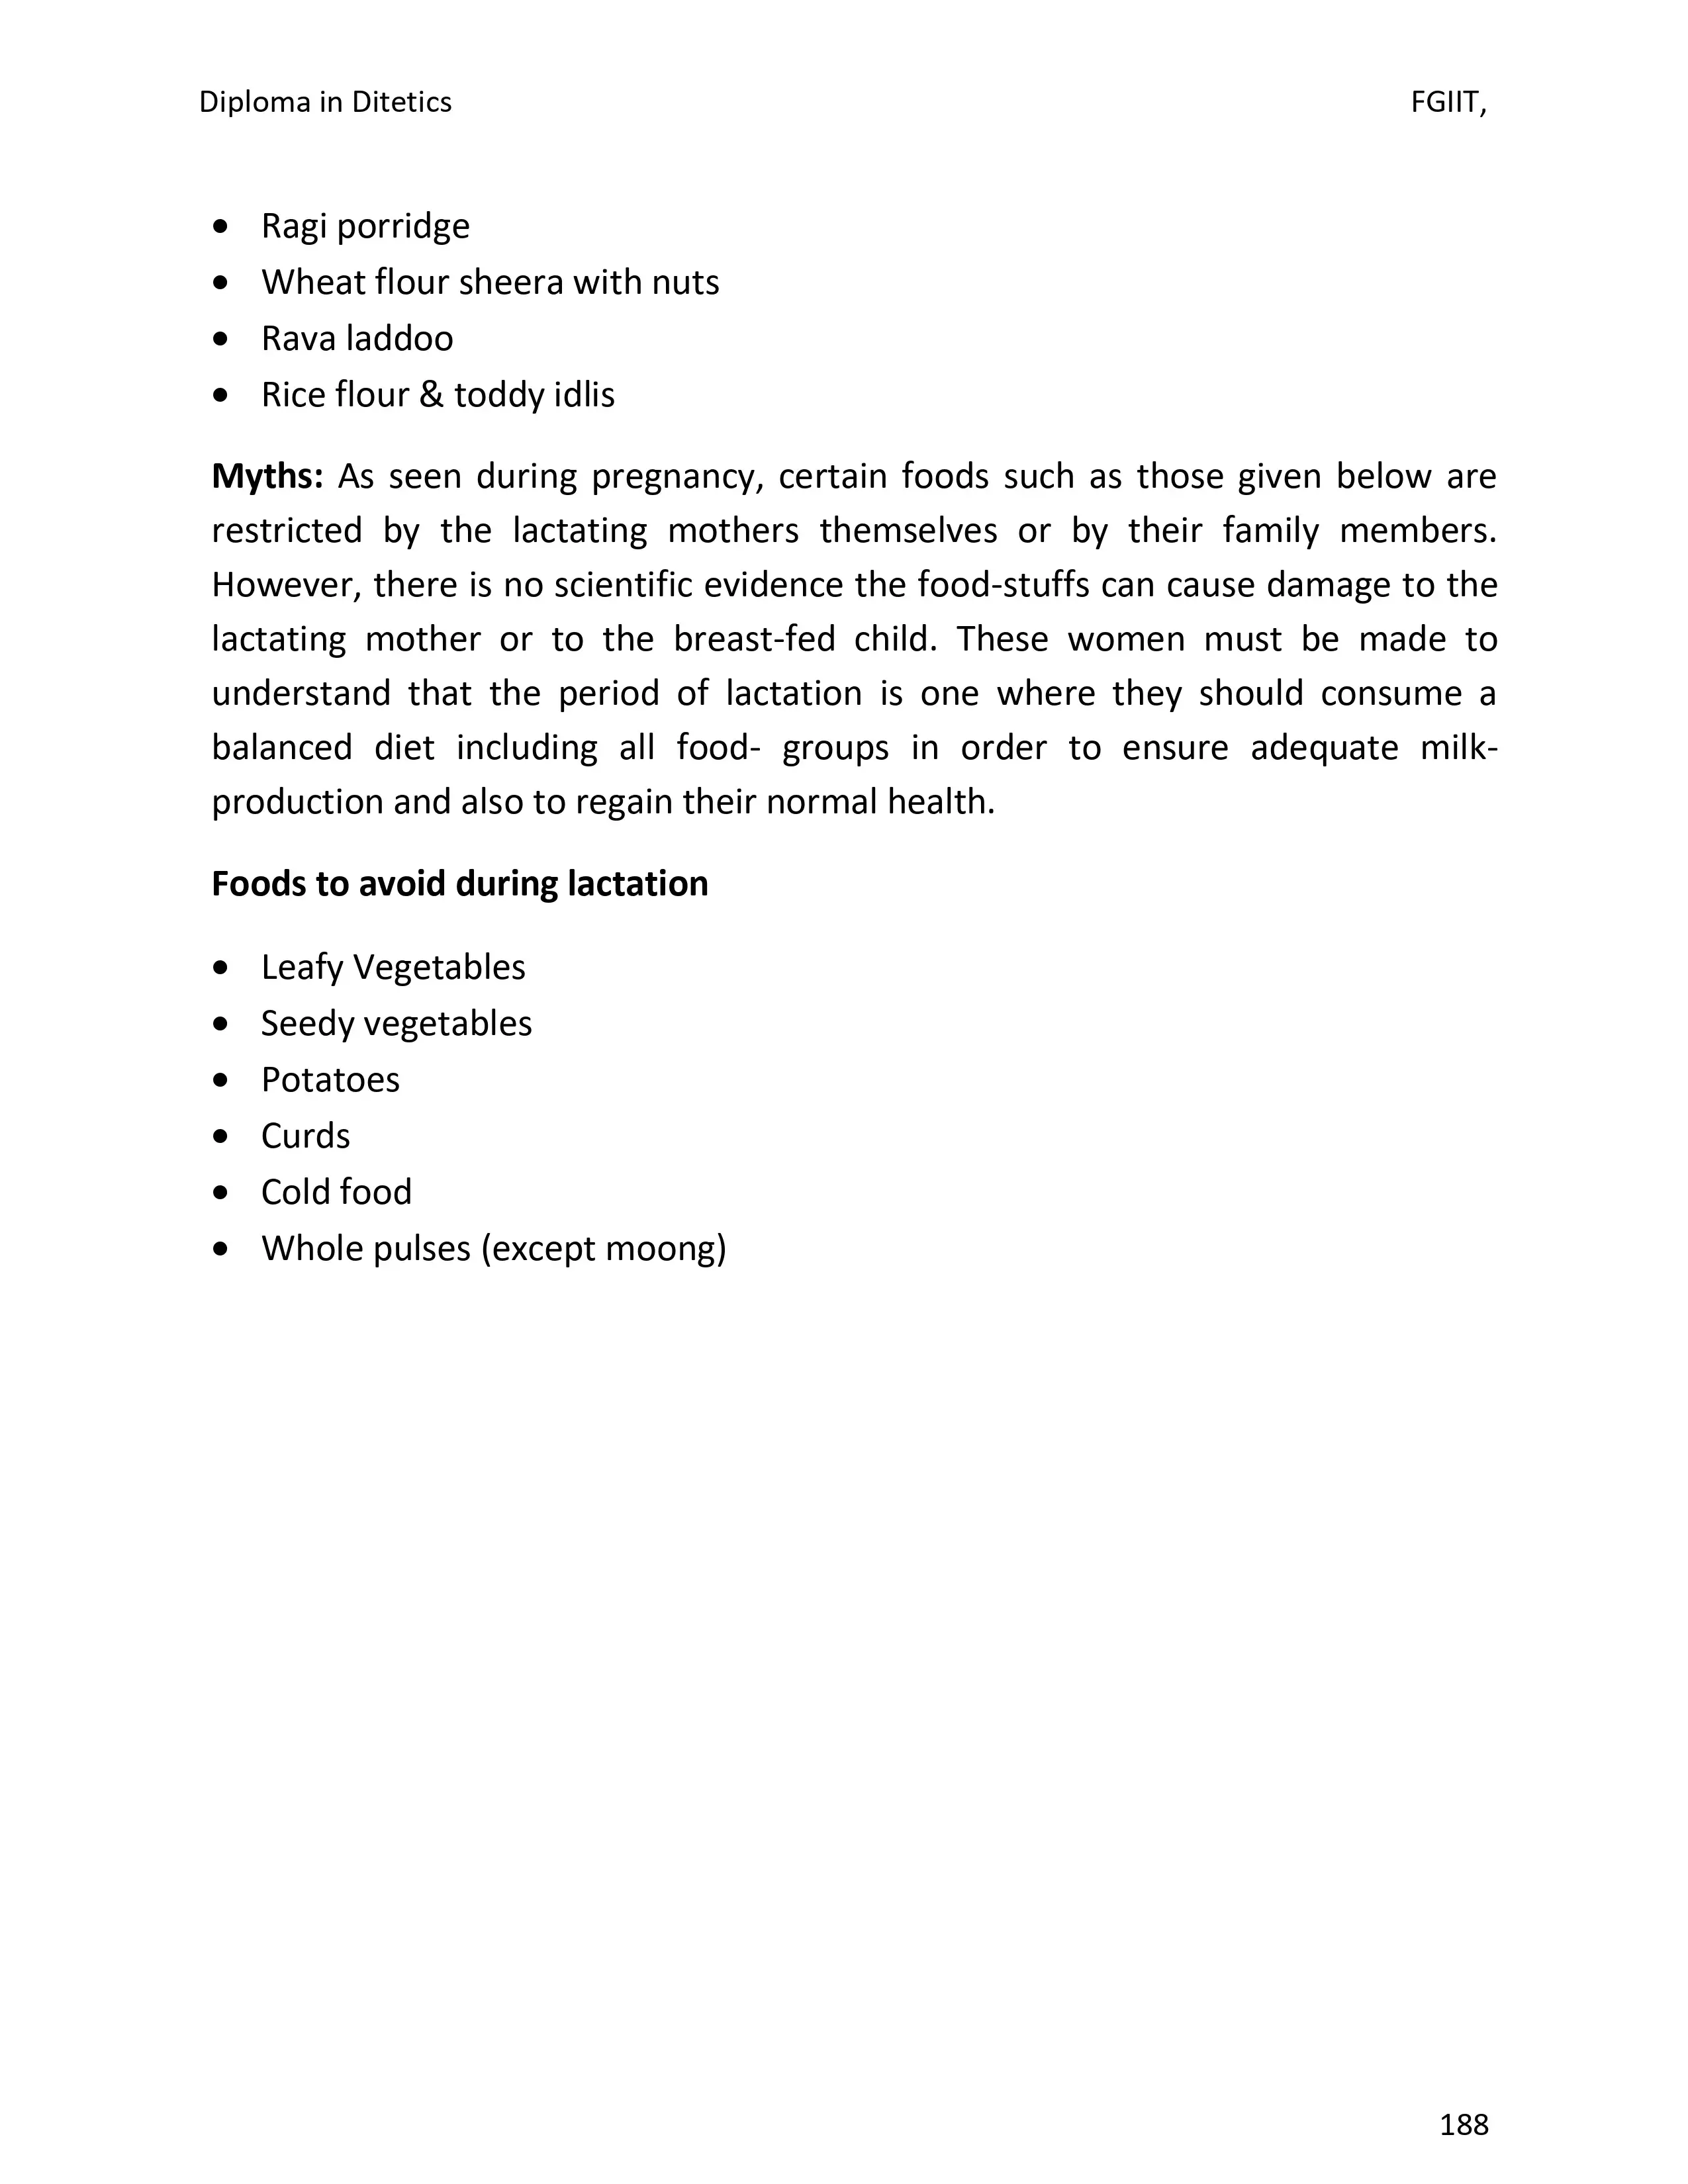 Diploma in Ditetics FGIIT,
• Ragi porridge
• Wheat flour sheera with nuts
• Rava laddoo
• Rice flour & toddy idlis
Myths: As seen during pregnancy, certain foods such as those given below are
restricted by the lactating mothers themselves or by their family members.
However, there is no scientific evidence the food-stuffs can cause damage to the
lactating mother or to the breast-fed child. These women must be made to
understand that the period of lactation is one where they should consume a
balanced diet including all food- groups in order to ensure adequate milk-
production and also to regain their normal health.
Foods to avoid during lactation
• Leafy Vegetables
• Seedy vegetables
• Potatoes
• Curds
• Cold food
• Whole pulses (except moong)
188